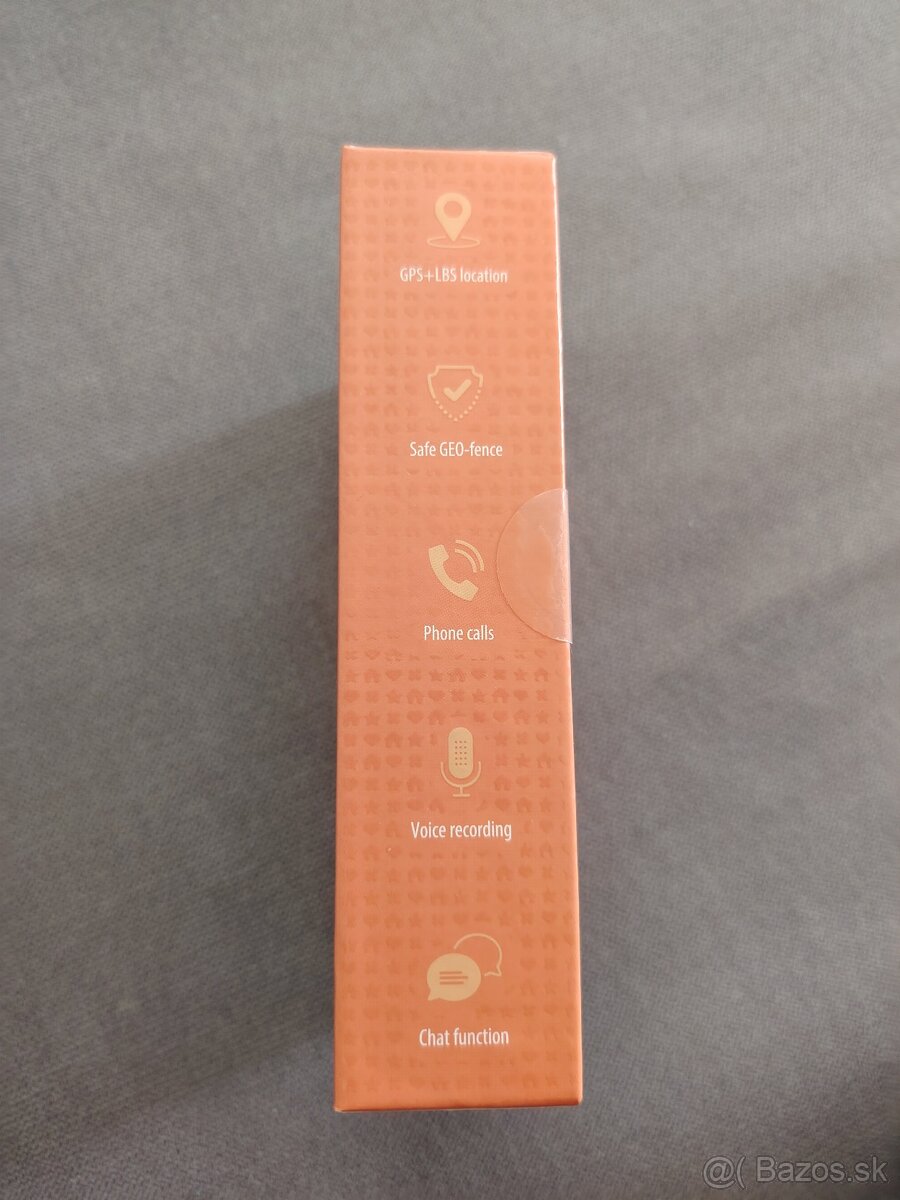 GPS+LBS location
Safe GEO-fence
Phone calls
Voice recording
Chat function
@( Bazos.sk